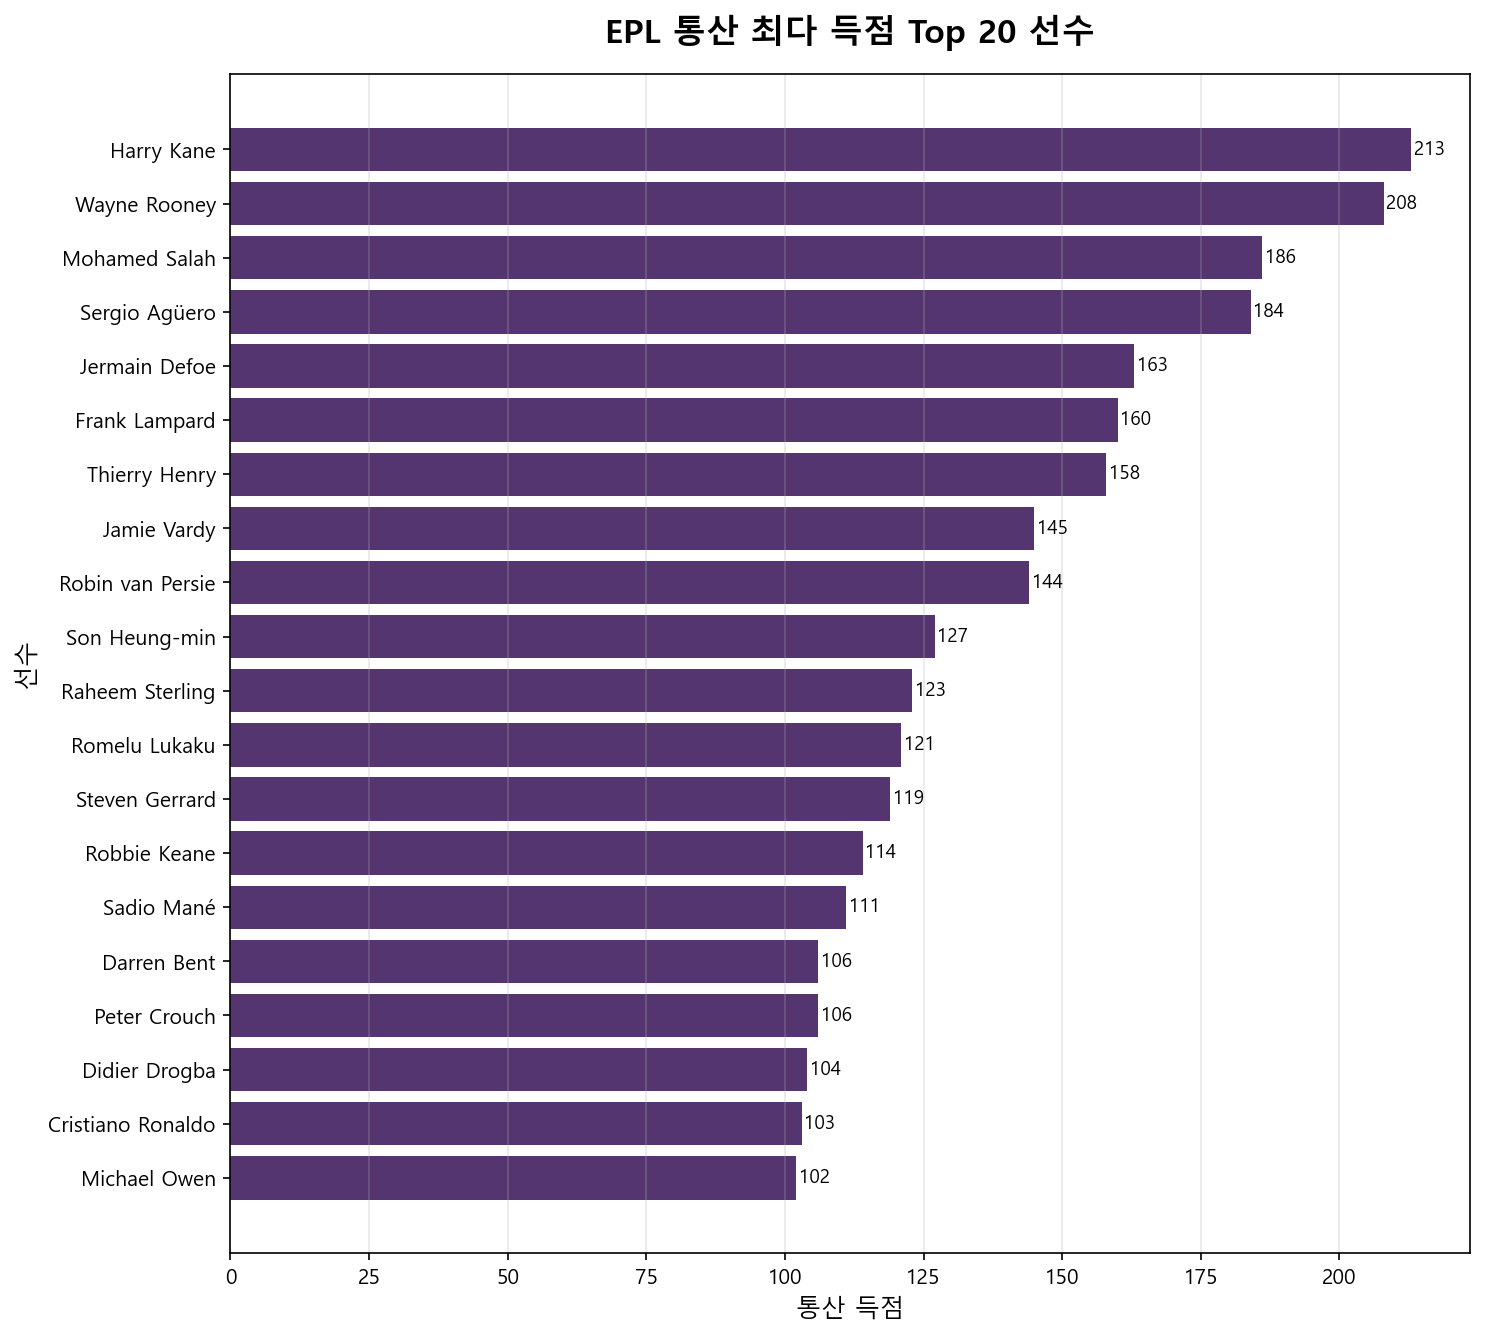 EPL 통산 최다 득점 Top 20 선수
Harry Kane 213
Wayne Rooney 208
Mohamed Salah 186
Sergio Agüero 184
Jermain Defoe 163
Frank Lampard 160
Thierry Henry 158
Jamie Vardy 145
Robin van Persie 144
Son Heung-min 127
Raheem Sterling 123
Romelu Lukaku 121
Steven Gerrard 119
Robbie Keane 114
Sadio Mané 111
Darren Bent 106
Peter Crouch 106
Didier Drogba 104
Cristiano Ronaldo 103
Michael Owen 102
선수
0 25 50 75 100 125 150 175 200
통산 득점